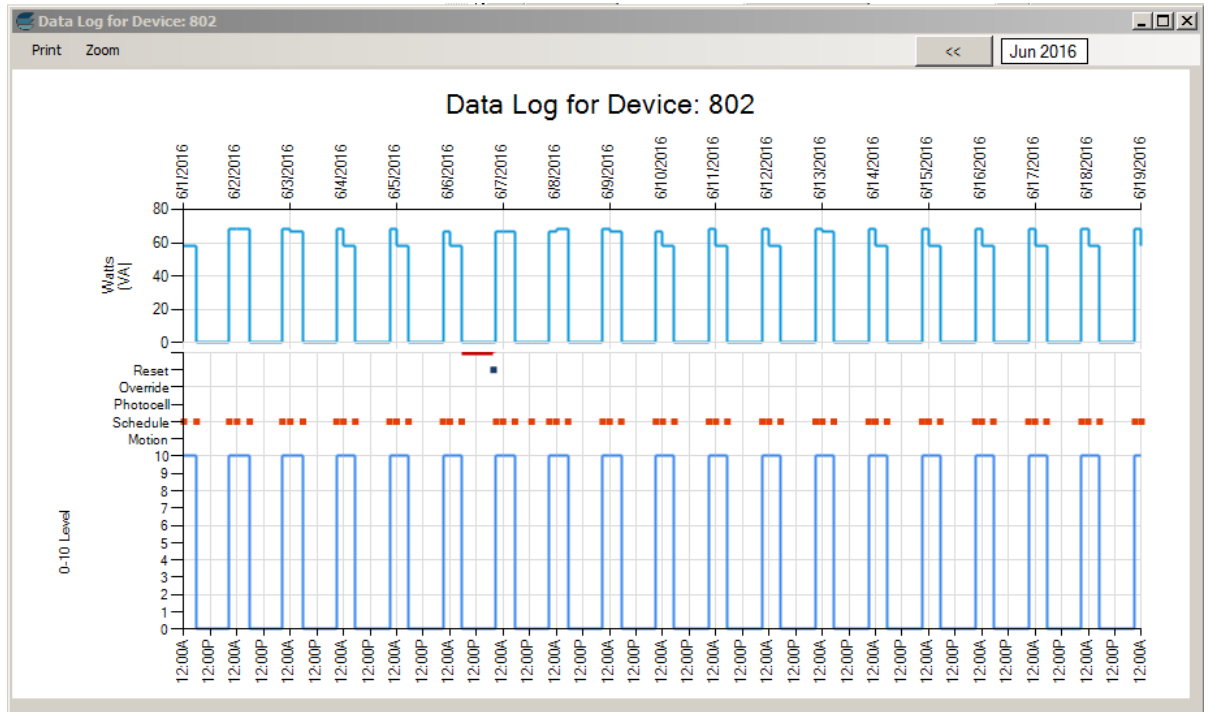 Data Log for Device: 802
Print Zoom << Jun 2016
Data Log for Device: 802
6/1/2016 6/2/2016 6/3/2016 6/4/2016 6/5/2016 6/6/2016 6/7/2016 6/8/2016 6/9/2016 6/10/2016 6/11/2016 6/12/2016 6/13/2016 6/14/2016 6/15/2016 6/16/2016 6/17/2016 6/18/2016 6/19/2016
Watts
(VA)
80
60
40
20
0
Reset
Override
Photocell
Schedule
Motion
0-10 Level
10
9
8
7
6
5
4
3
2
1
0
12:00A 12:00P 12:00A 12:00P 12:00A 12:00P 12:00A 12:00P 12:00A 12:00P 12:00A 12:00P 12:00A 12:00P 12:00A 12:00P 12:00A 12:00P 12:00A 12:00P 12:00A 12:00P 12:00A 12:00P 12:00A 12:00P 12:00A 12:00P 12:00A 12:00P 12:00A 12:00P 12:00A 12:00P 12:00A 12:00P 12:00A